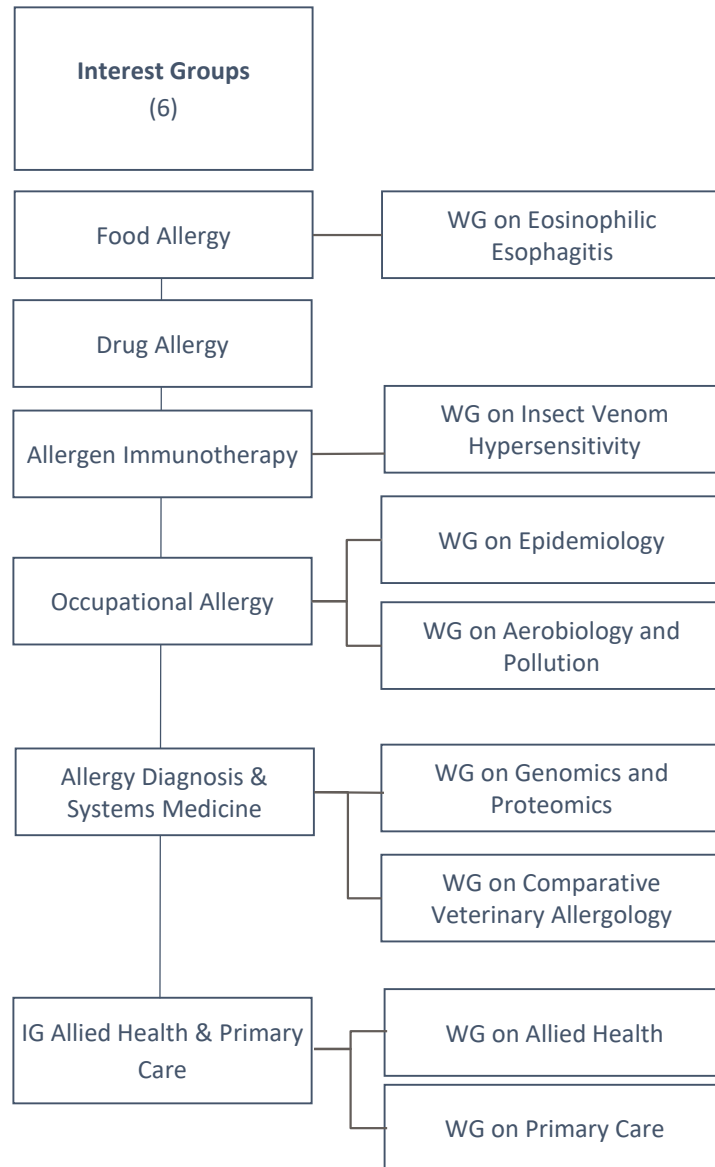 Interest Groups
(6)
Food Allergy
WG on Eosinophilic
Esophagitis
Drug Allergy
Allergen Immunotherapy
WG on Insect Venom
Hypersensitivity
Occupational Allergy
WG on Epidemiology
WG on Aerobiology and
Pollution
Allergy Diagnosis &
Systems Medicine
WG on Genomics and
Proteomics
WG on Comparative
Veterinary Allergology
IG Allied Health & Primary
Care
WG on Allied Health
WG on Primary Care